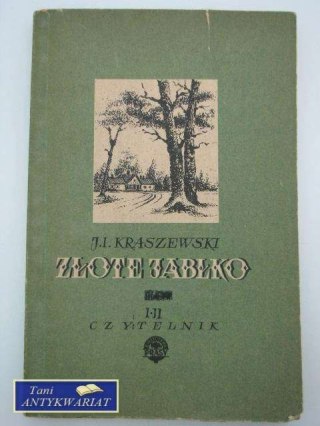 J.I. KRASZEWSKI
ZŁOTE JABŁKO
I-II
CZYTELNIK
Tani
ANTYKWARIAT